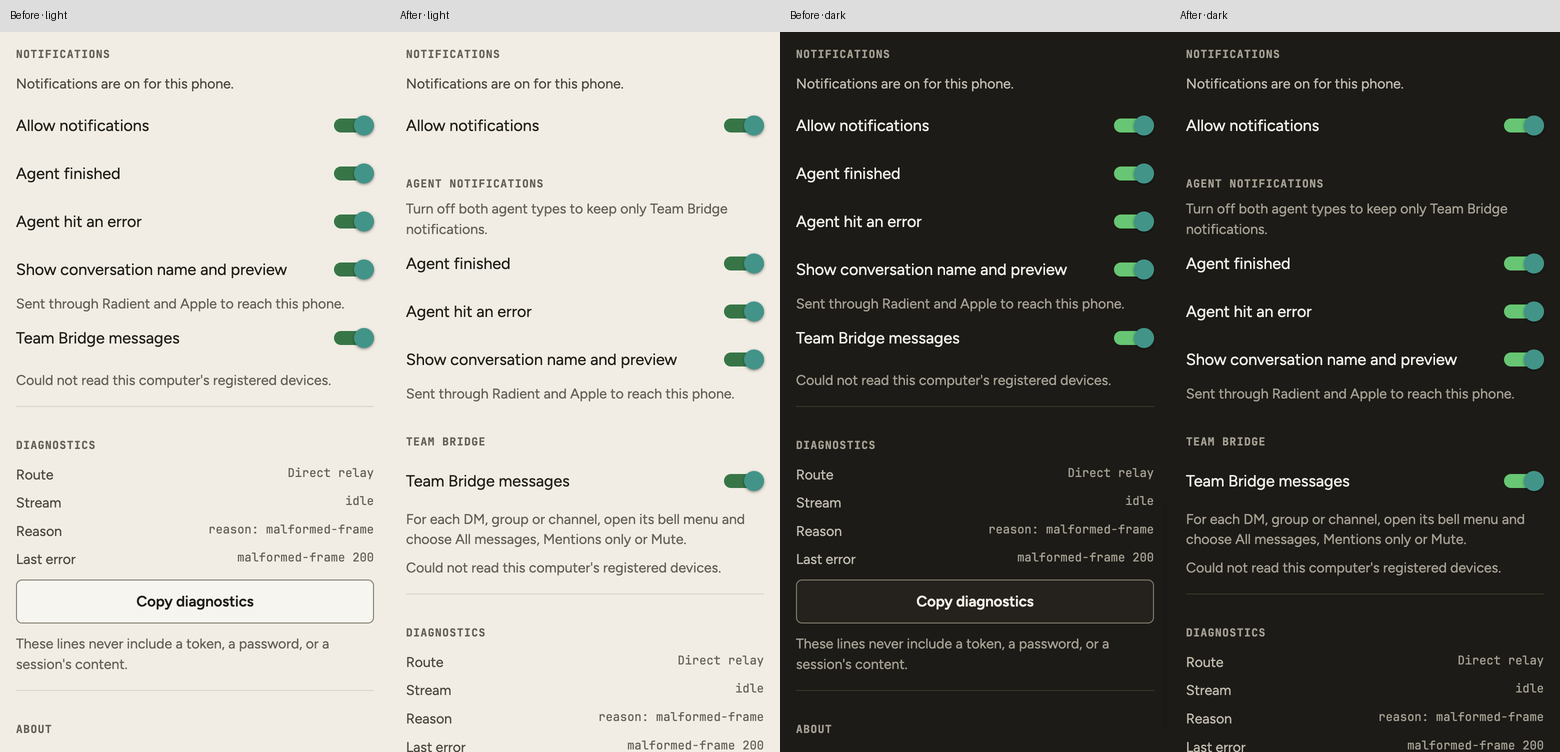 Before · light
NOTIFICATIONS
Notifications are on for this phone.
Allow notifications
Agent finished
Agent hit an error
Show conversation name and preview
Sent through Radient and Apple to reach this phone.
Team Bridge messages
Could not read this computer's registered devices.
DIAGNOSTICS
Route Direct relay
Stream idle
Reason reason: malformed-frame
Last error malformed-frame 200
Copy diagnostics
These lines never include a token, a password, or a
session's content.
ABOUT
After · light
NOTIFICATIONS
Notifications are on for this phone.
Allow notifications
AGENT NOTIFICATIONS
Turn off both agent types to keep only Team Bridge
notifications.
Agent finished
Agent hit an error
Show conversation name and preview
Sent through Radient and Apple to reach this phone.
TEAM BRIDGE
Team Bridge messages
For each DM, group or channel, open its bell menu and
choose All messages, Mentions only or Mute.
Could not read this computer's registered devices.
DIAGNOSTICS
Route Direct relay
Stream idle
Reason reason: malformed-frame
Last error malformed-frame 200
Before · dark
NOTIFICATIONS
Notifications are on for this phone.
Allow notifications
Agent finished
Agent hit an error
Show conversation name and preview
Sent through Radient and Apple to reach this phone.
Team Bridge messages
Could not read this computer's registered devices.
DIAGNOSTICS
Route Direct relay
Stream idle
Reason reason: malformed-frame
Last error malformed-frame 200
Copy diagnostics
These lines never include a token, a password, or a
session's content.
ABOUT
After · dark
NOTIFICATIONS
Notifications are on for this phone.
Allow notifications
AGENT NOTIFICATIONS
Turn off both agent types to keep only Team Bridge
notifications.
Agent finished
Agent hit an error
Show conversation name and preview
Sent through Radient and Apple to reach this phone.
TEAM BRIDGE
Team Bridge messages
For each DM, group or channel, open its bell menu and
choose All messages, Mentions only or Mute.
Could not read this computer's registered devices.
DIAGNOSTICS
Route Direct relay
Stream idle
Reason reason: malformed-frame
Last error malformed-frame 200